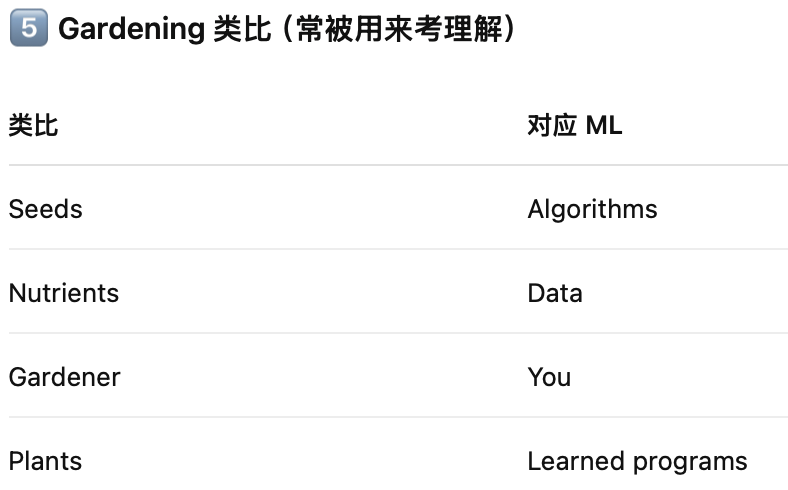 5️⃣ Gardening 类比（常被用来考理解）
类比 对应 ML
Seeds Algorithms
Nutrients Data
Gardener You
Plants Learned programs